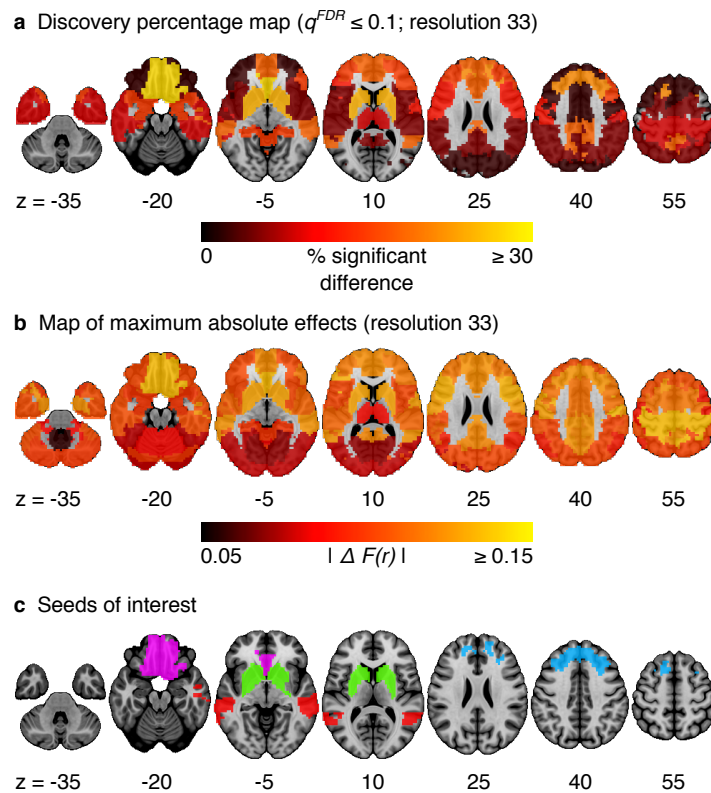 a Discovery percentage map (q^FDR ≤ 0.1; resolution 33)
z = -35 -20 -5 10 25 40 55
0 % significant difference ≥ 30
b Map of maximum absolute effects (resolution 33)
z = -35 -20 -5 10 25 40 55
0.05 | Δ F(r) | ≥ 0.15
c Seeds of interest
z = -35 -20 -5 10 25 40 55